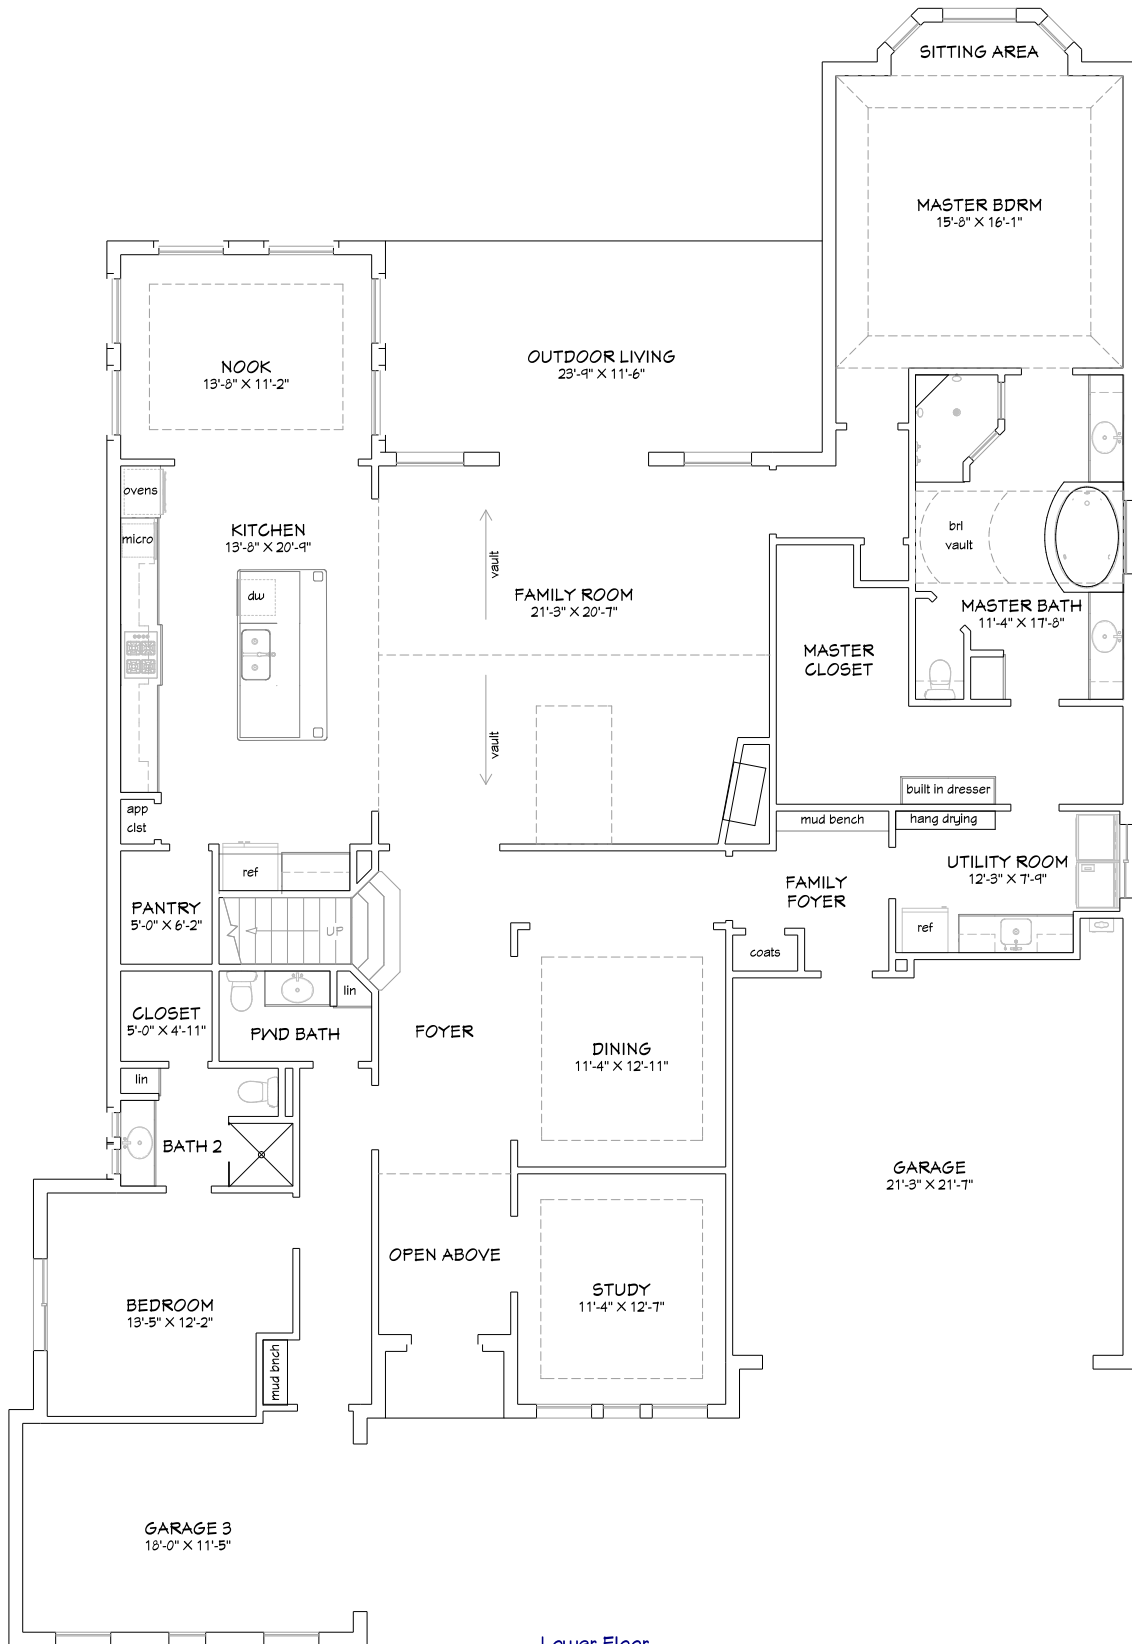 SITTING AREA
MASTER BDRM
15'-8" X 16'-1"
NOOK
13'-8" X 11'-2"
OUTDOOR LIVING
23'-9" X 11'-6"
ovens
micro
KITCHEN
13'-8" X 20'-9"
dw
vault
FAMILY ROOM
21'-3" X 20'-7"
vault
brl
vault
MASTER BATH
11'-4" X 17'-8"
MASTER
CLOSET
built in dresser
app
clst
mud bench
hang drying
ref
UTILITY ROOM
12'-3" X 7'-9"
FAMILY
FOYER
PANTRY
5'-0" X 6'-2"
UP
ref
coats
lin
CLOSET
5'-0" X 4'-11"
PWD BATH
FOYER
DINING
11'-4" X 12'-11"
lin
BATH 2
GARAGE
21'-3" X 21'-7"
OPEN ABOVE
STUDY
11'-4" X 12'-7"
BEDROOM
13'-5" X 12'-2"
mud bnch
GARAGE 3
18'-0" X 11'-5"
Lower Floor